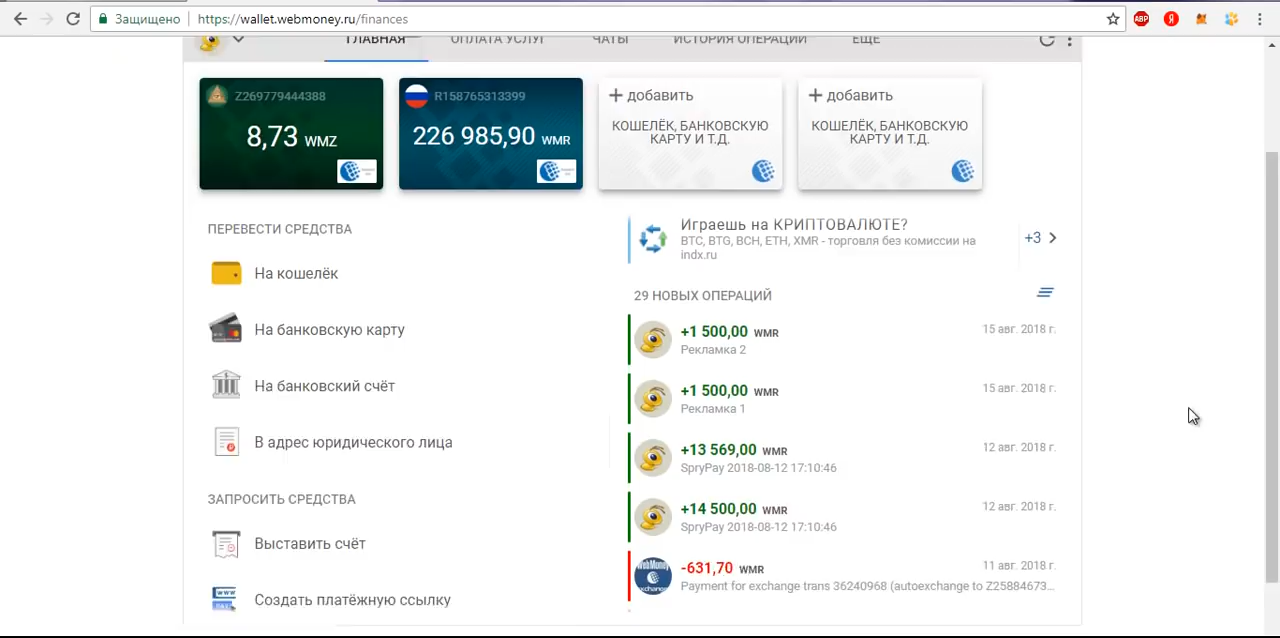 Защищено
https://wallet.webmoney.ru/finances
ABP
Я
ГЛАВНАЯ
ОПЛАТА УСЛУГ
ЧАТЫ
ИСТОРИЯ ОПЕРАЦИЙ
ЕЩЁ
Z269779444388
8,73 WMZ
R158765313399
226 985,90 WMR
+ добавить
КОШЕЛЁК, БАНКОВСКУЮ
КАРТУ И Т.Д.
+ добавить
КОШЕЛЁК, БАНКОВСКУЮ
КАРТУ И Т.Д.
ПЕРЕВЕСТИ СРЕДСТВА
На кошелёк
На банковскую карту
На банковский счёт
В адрес юридического лица
ЗАПРОСИТЬ СРЕДСТВА
Выставить счёт
Создать платёжную ссылку
Играешь на КРИПТОВАЛЮТЕ?
BTC, BTG, BCH, ETH, XMR - торговля без комиссии на
indx.ru
+3
29 НОВЫХ ОПЕРАЦИЙ
+1 500,00 WMR
15 авг. 2018 г.
Рекламка 2
+1 500,00 WMR
15 авг. 2018 г.
Рекламка 1
+13 569,00 WMR
12 авг. 2018 г.
SpryPay 2018-08-12 17:10:46
+14 500,00 WMR
12 авг. 2018 г.
SpryPay 2018-08-12 17:10:46
-631,70 WMR
11 авг. 2018 г.
Payment for exchange trans 36240968 (autoexchange to Z25884673...